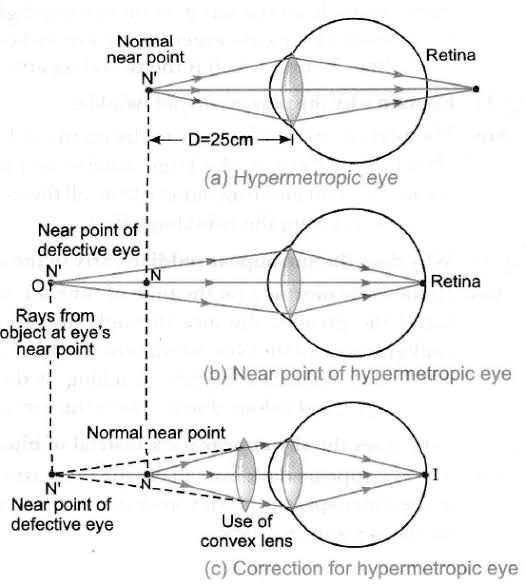 Normal
near point
N'
Retina
D=25cm
(a) Hypermetropic eye
Near point of
defective eye
N'
O
N
Retina
Rays from
object at eye's
near point
(b) Near point of hypermetropic eye
Normal near point
N'
N
I
Near point of
defective eye
Use of
convex lens
(c) Correction for hypermetropic eye